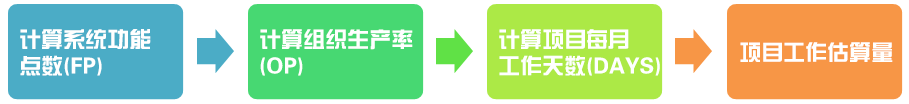 计算系统功能
点数(FP)
计算组织生产率
(OP)
计算项目每月
工作天数(DAYS)
项目工作估算量